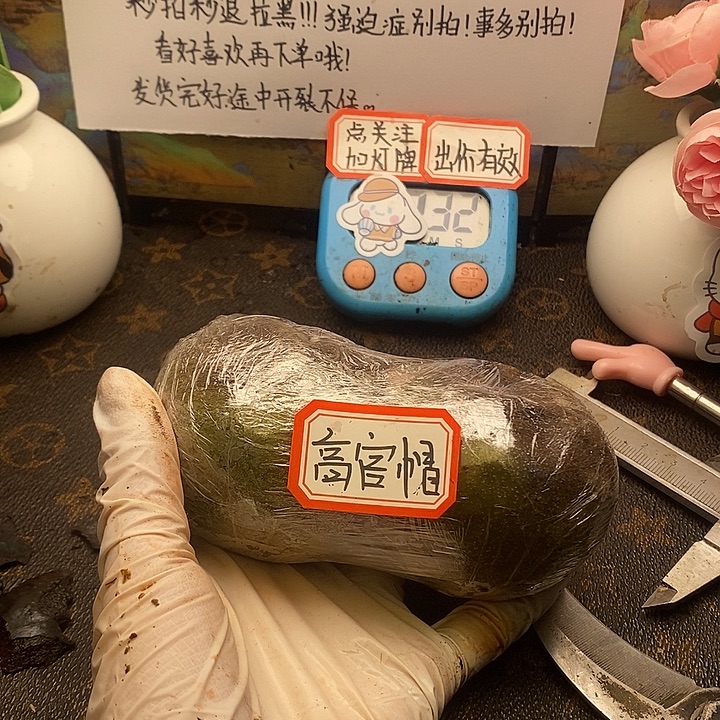 秒拍秒退拉黑!!!强迫症别拍!事多别拍!
看好喜欢再下单哦!
发货完好途中开裂不保。
点关注
加灯牌
出价有效
132
M S
ST
高官帽